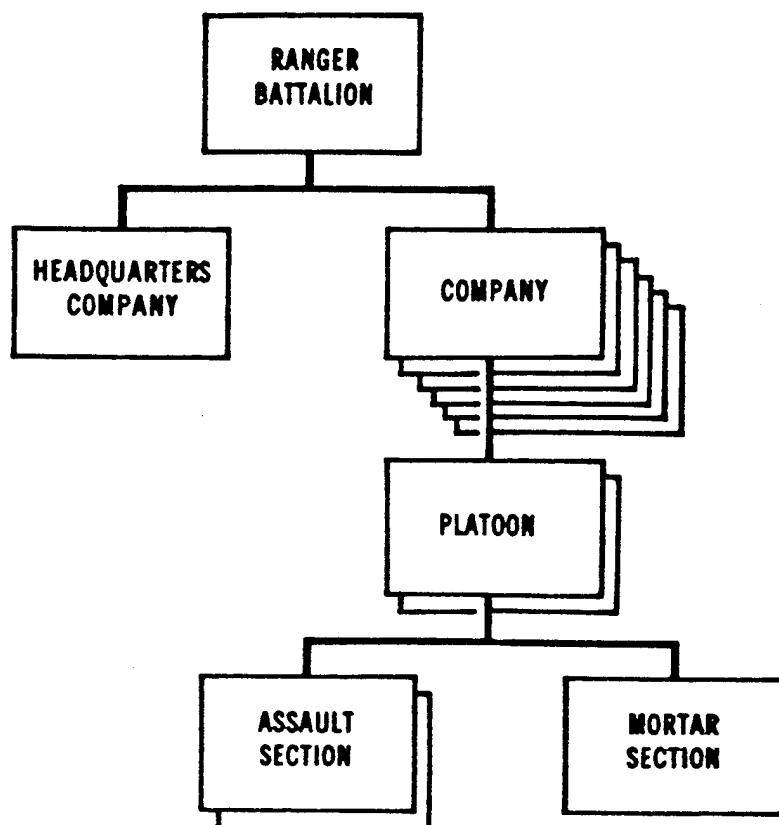 RANGER
BATTALION
HEADQUARTERS
COMPANY
COMPANY
PLATOON
ASSAULT
SECTION
MORTAR
SECTION